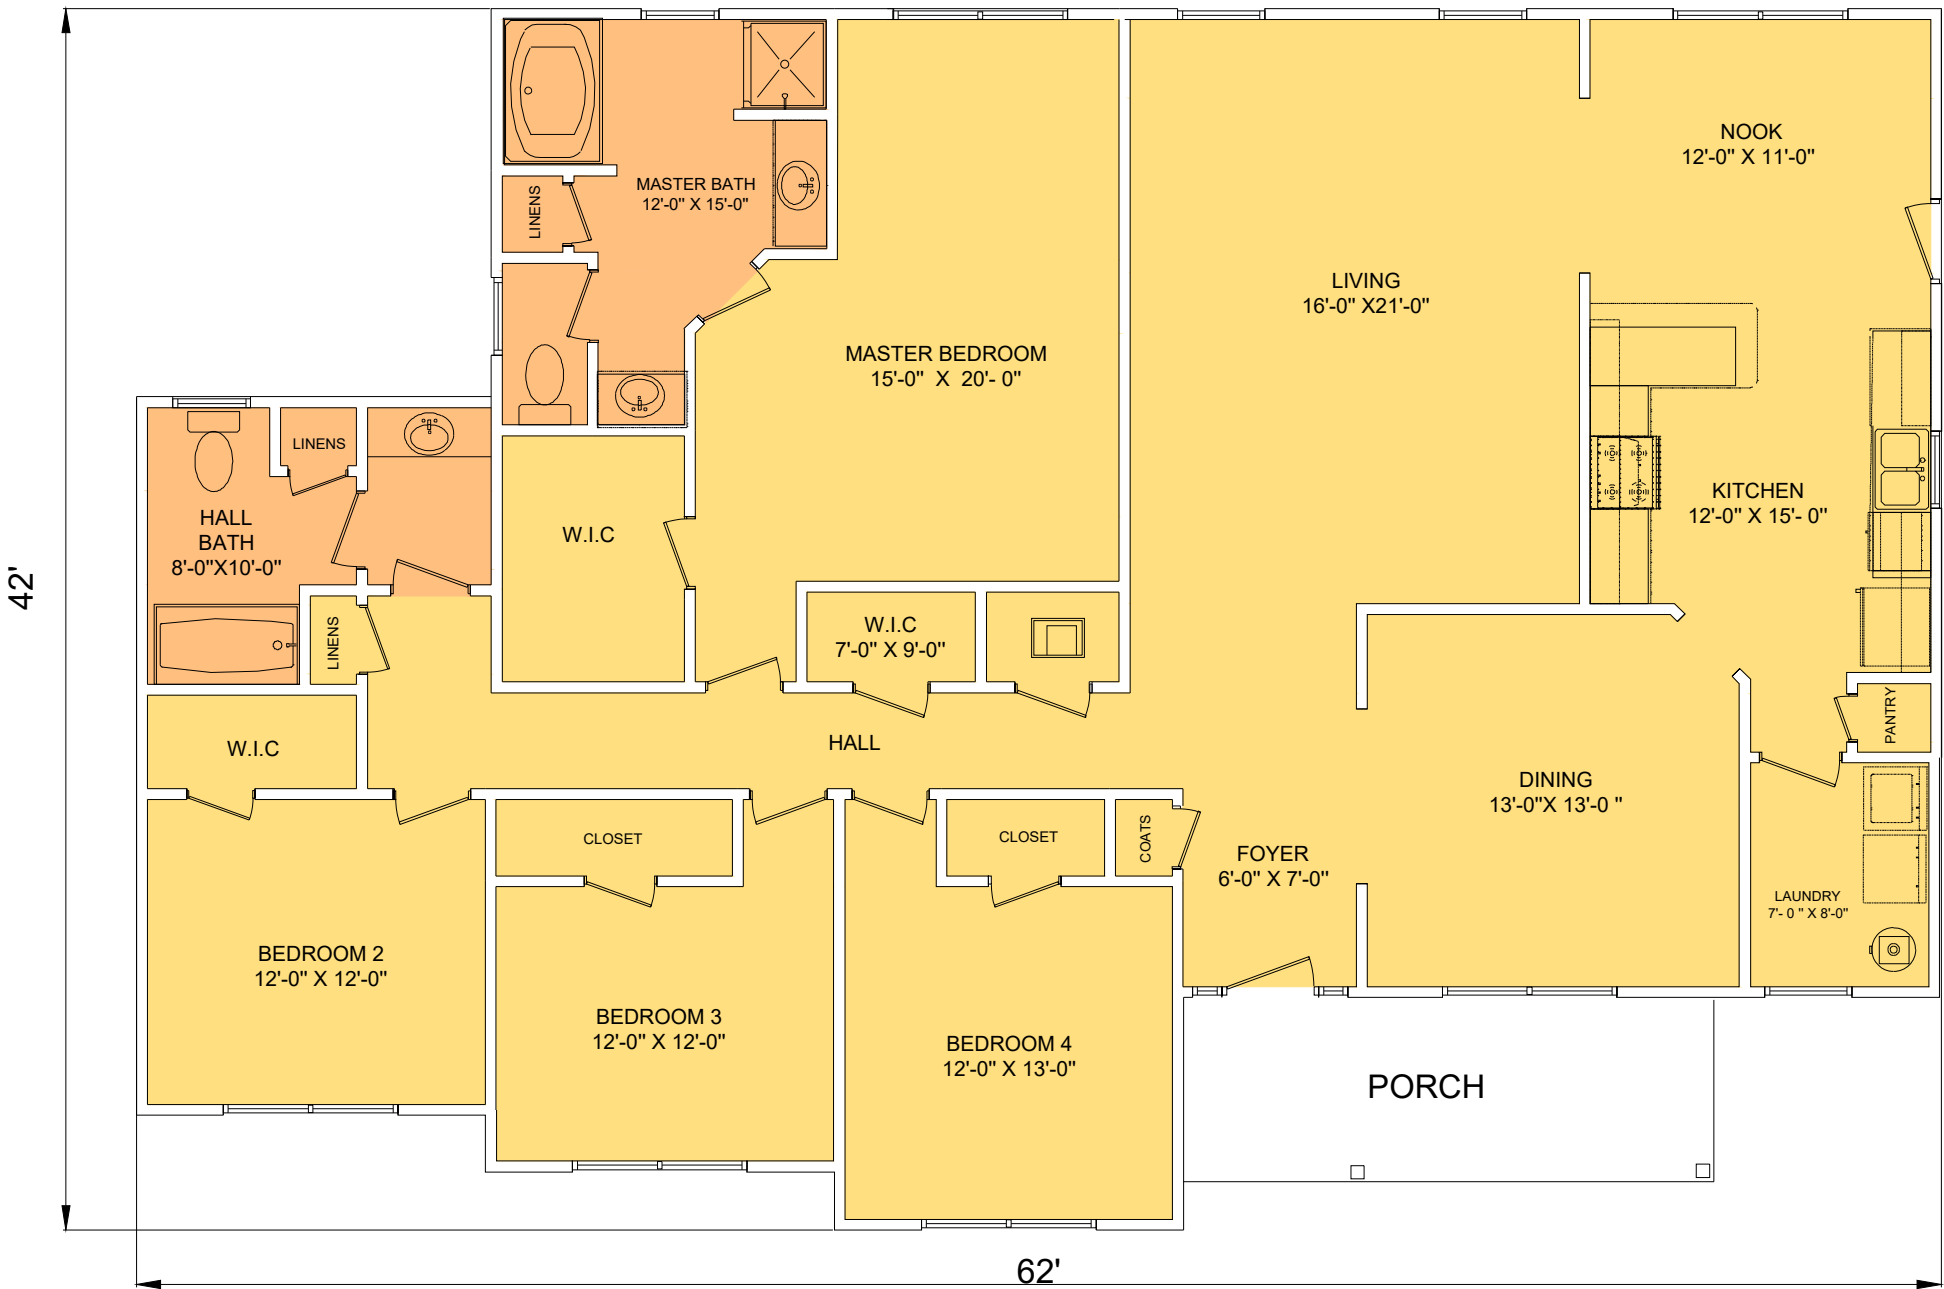 NOOK
12'-0" X 11'-0"
MASTER BATH
12'-0" X 15'-0"
LINENS
LIVING
16'-0" X21'-0"
MASTER BEDROOM
15'-0" X 20'- 0"
LINENS
HALL
BATH
8'-0"X10'-0"
W.I.C
KITCHEN
12'-0" X 15'- 0"
42'
LINENS
W.I.C
7'-0" X 9'-0"
W.I.C
HALL
PANTRY
DINING
13'-0"X 13'-0 "
CLOSET
CLOSET
COATS
FOYER
6'-0" X 7'-0"
LAUNDRY
7'- 0 " X 8'-0"
BEDROOM 2
12'-0" X 12'-0"
BEDROOM 3
12'-0" X 12'-0"
BEDROOM 4
12'-0" X 13'-0"
PORCH
62'